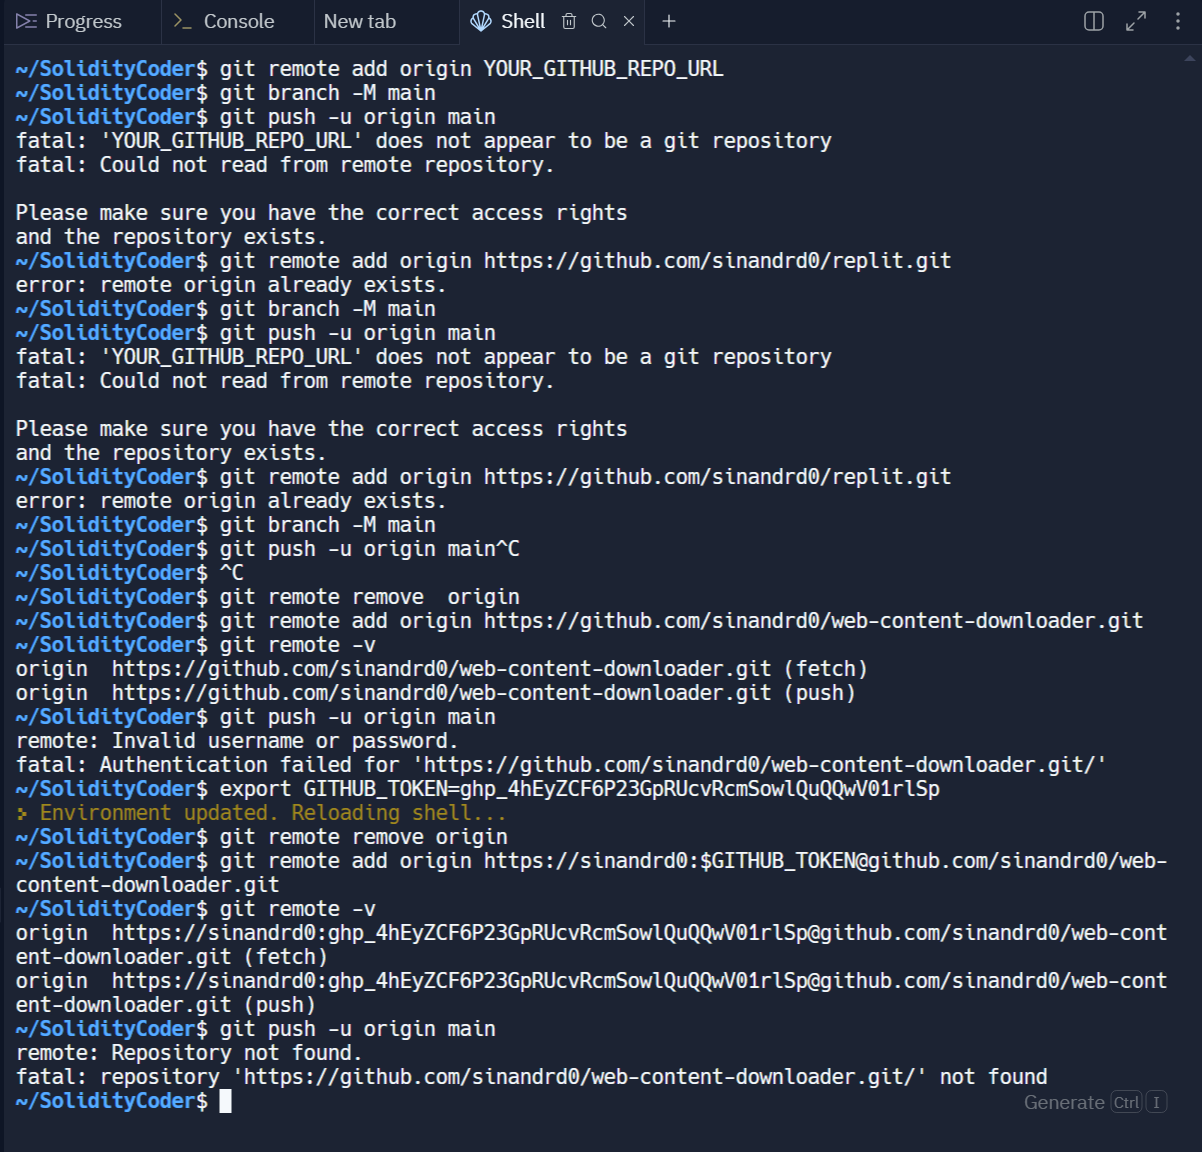 Progress
Console
New tab
Shell
~/SolidityCoder$ git remote add origin YOUR_GITHUB_REPO_URL
~/SolidityCoder$ git branch -M main
~/SolidityCoder$ git push -u origin main
fatal: 'YOUR_GITHUB_REPO_URL' does not appear to be a git repository
fatal: Could not read from remote repository.

Please make sure you have the correct access rights
and the repository exists.
~/SolidityCoder$ git remote add origin https://github.com/sinandrd0/replit.git
error: remote origin already exists.
~/SolidityCoder$ git branch -M main
~/SolidityCoder$ git push -u origin main
fatal: 'YOUR_GITHUB_REPO_URL' does not appear to be a git repository
fatal: Could not read from remote repository.

Please make sure you have the correct access rights
and the repository exists.
~/SolidityCoder$ git remote add origin https://github.com/sinandrd0/replit.git
error: remote origin already exists.
~/SolidityCoder$ git branch -M main
~/SolidityCoder$ git push -u origin main^C
~/SolidityCoder$ ^C
~/SolidityCoder$ git remote remove  origin
~/SolidityCoder$ git remote add origin https://github.com/sinandrd0/web-content-downloader.git
~/SolidityCoder$ git remote -v
origin  https://github.com/sinandrd0/web-content-downloader.git (fetch)
origin  https://github.com/sinandrd0/web-content-downloader.git (push)
~/SolidityCoder$ git push -u origin main
remote: Invalid username or password.
fatal: Authentication failed for 'https://github.com/sinandrd0/web-content-downloader.git/'
~/SolidityCoder$ export GITHUB_TOKEN=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
Environment updated. Reloading shell...
~/SolidityCoder$ git remote remove origin
~/SolidityCoder$ git remote add origin https://sinandrd0:$GITHUB_TOKEN@github.com/sinandrd0/web-
content-downloader.git
~/SolidityCoder$ git remote -v
origin  https://sinandrd0: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@github.com/sinandrd0/web-cont
ent-downloader.git (fetch)
origin  https://sinandrd0: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@github.com/sinandrd0/web-cont
ent-downloader.git (push)
~/SolidityCoder$ git push -u origin main
remote: Repository not found.
fatal: repository 'https://github.com/sinandrd0/web-content-downloader.git/' not found
~/SolidityCoder$
Generate Ctrl I